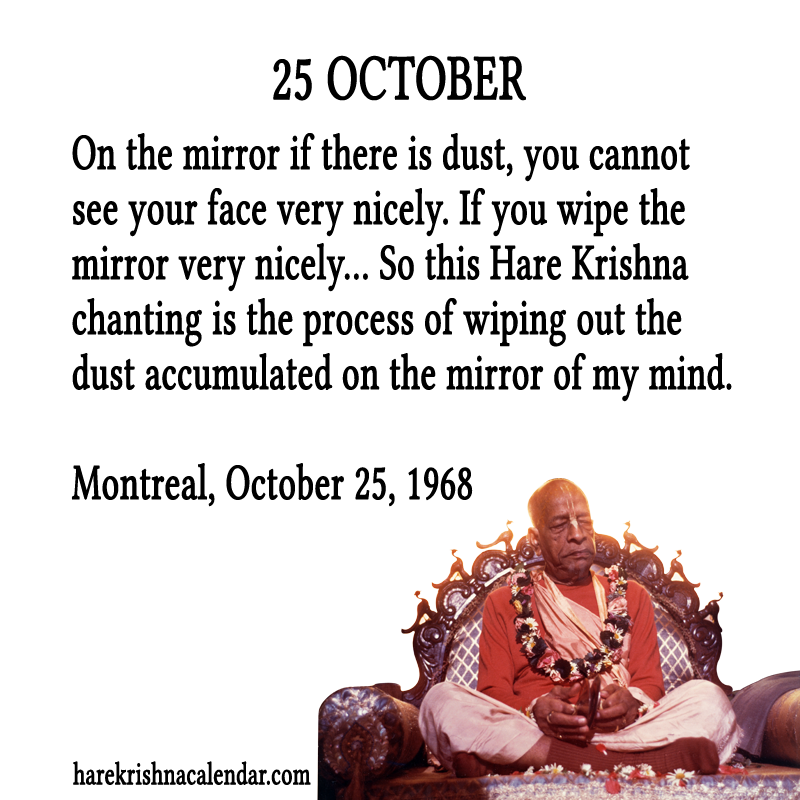 25 OCTOBER
On the mirror if there is dust, you cannot
see your face very nicely. If you wipe the
mirror very nicely... So this Hare Krishna
chanting is the process of wiping out the
dust accumulated on the mirror of my mind.
Montreal, October 25, 1968
harekrishnacalendar.com